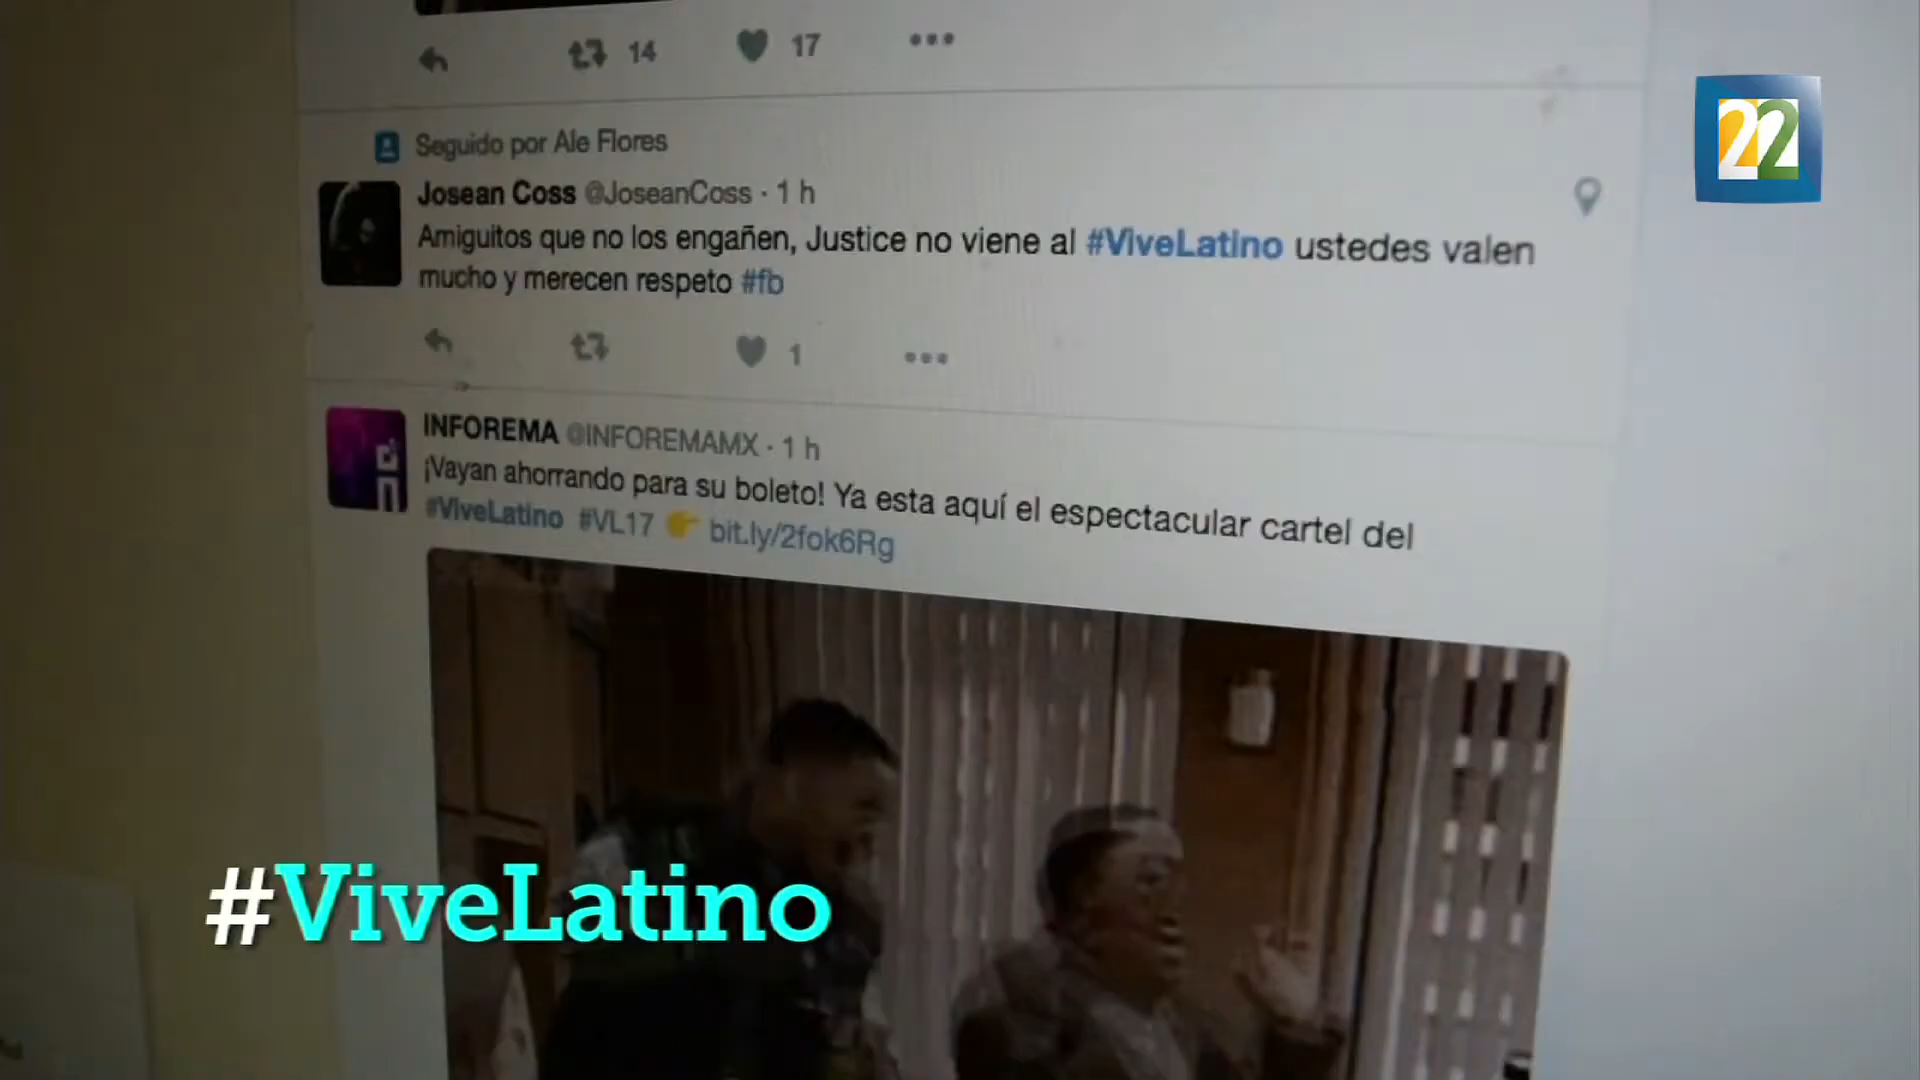 14 17
22
Seguido por Ale Flores
Josean Coss @JoseanCoss · 1 h
Amiguitos que no los engañen, Justice no viene al #ViveLatino ustedes valen
mucho y merecen respeto #fb
1
INFOREMA @INFOREMAMX · 1 h
¡Vayan ahorrando para su boleto! Ya esta aquí el espectacular cartel del
#ViveLatino #VL17 👉 bit.ly/2fok6Rg
#ViveLatino